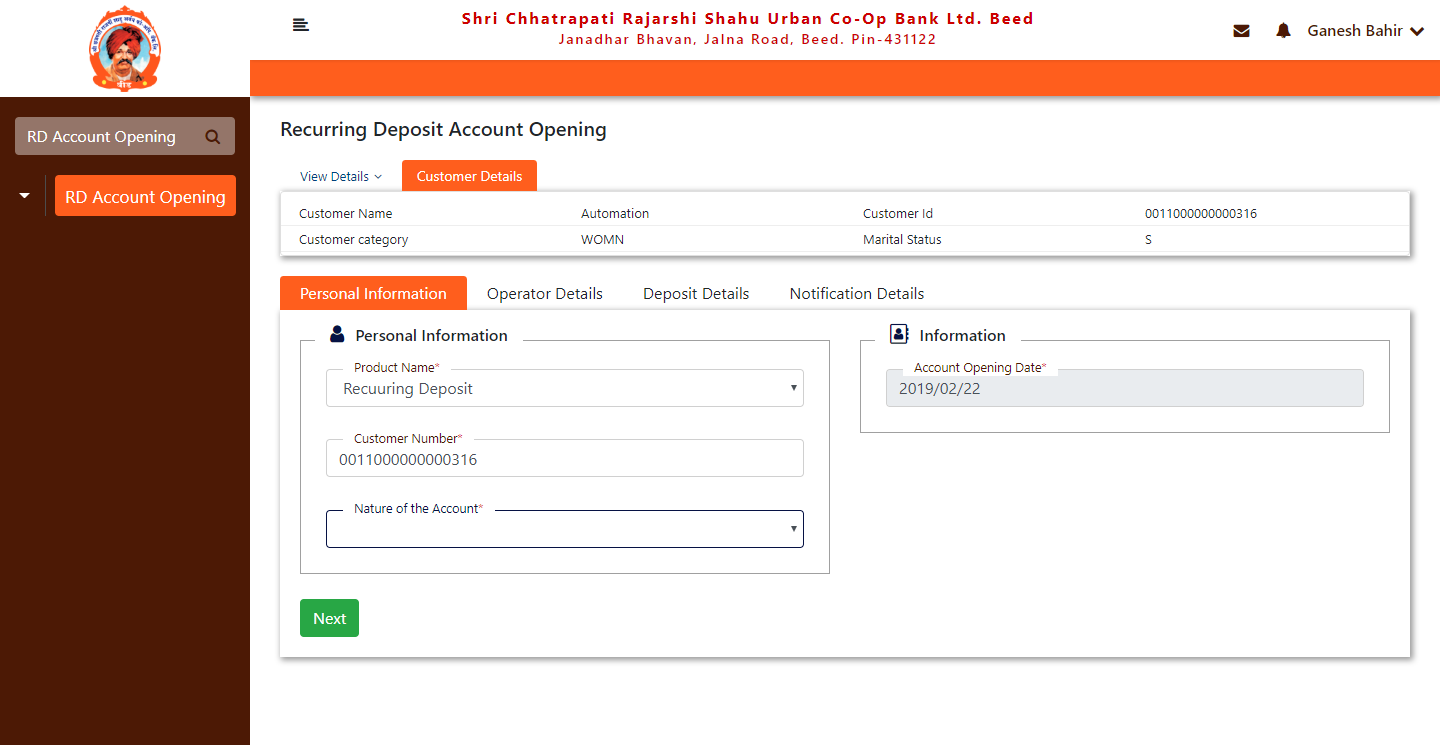 Shri Chhatrapati Rajarshi Shahu Urban Co-Op Bank Ltd. Beed
Janadhar Bhavan, Jalna Road, Beed. Pin-431122
Ganesh Bahir
RD Account Opening
RD Account Opening
Recurring Deposit Account Opening
View Details
Customer Details
Customer Name Automation Customer Id 0011000000000316
Customer category WOMN Marital Status S
Personal Information Operator Details Deposit Details Notification Details
Personal Information
Product Name*
Recuuring Deposit
Customer Number*
0011000000000316
Nature of the Account*
Information
Account Opening Date*
2019/02/22
Next